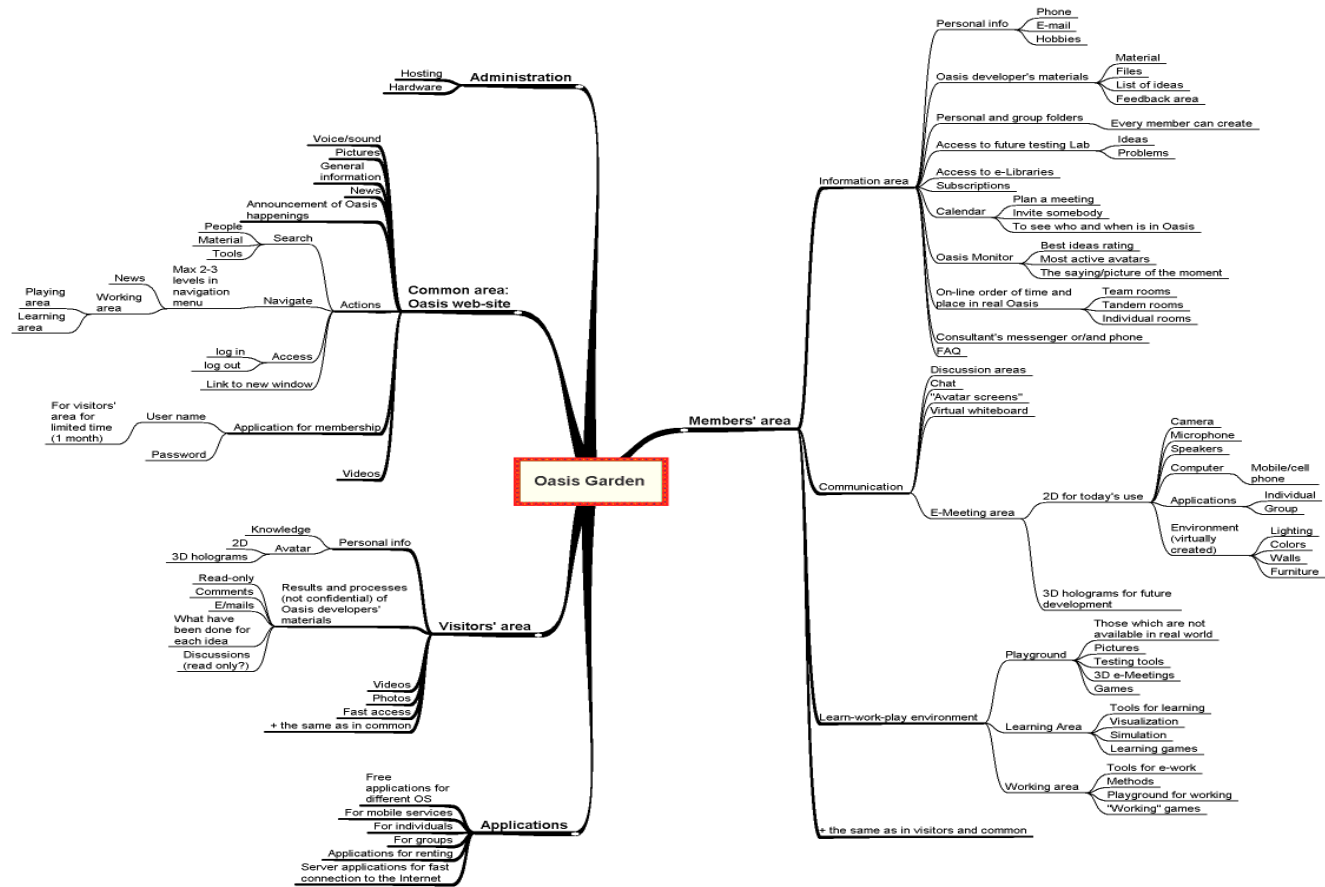 Oasis Garden
Administration
Hosting
Hardware
Common area:
Oasis web-site
Voice/sound
Pictures
General
information
News
Announcement of Oasis
happenings
Actions
Search
People
Material
Tools
Navigate
Max 2-3
levels in
navigation
menu
News
Working
area
Playing
area
Learning
area
Access
log in
log out
Link to new window
Application for membership
User name
For visitors'
area for
limited time
(1 month)
Password
Videos
Visitors' area
Personal info
Knowledge
Avatar
2D
3D holograms
Results and processes
(not confidential) of
Oasis developers'
materials
Read-only
Comments
E/mails
What have
been done for
each idea
Discussions
(read only?)
Videos
Photos
Fast access
+ the same as in common
Applications
Free
applications for
different OS
For mobile services
For individuals
For groups
Applications for renting
Server applications for fast
connection to the Internet
Members' area
Information area
Personal info
Phone
E-mail
Hobbies
Oasis developer's materials
Material
Files
List of ideas
Feedback area
Personal and group folders
Every member can create
Access to future testing Lab
Ideas
Problems
Access to e-Libraries
Subscriptions
Calendar
Plan a meeting
Invite somebody
To see who and when is in Oasis
Oasis Monitor
Best ideas rating
Most active avatars
The saying/picture of the moment
On-line order of time and
place in real Oasis
Team rooms
Tandem rooms
Individual rooms
Consultant's messenger or/and phone
FAQ
Communication
Discussion areas
Chat
"Avatar screens"
Virtual whiteboard
E-Meeting area
2D for today's use
Camera
Microphone
Speakers
Computer
Mobile/cell
phone
Applications
Individual
Group
Environment
(virtually
created)
Lighting
Colors
Walls
Furniture
3D holograms for future
development
Learn-work-play environment
Playground
Those which are not
available in real world
Pictures
Testing tools
3D e-Meetings
Games
Learning Area
Tools for learning
Visualization
Simulation
Learning games
Working area
Tools for e-work
Methods
Playground for working
"Working" games
+ the same as in visitors and common